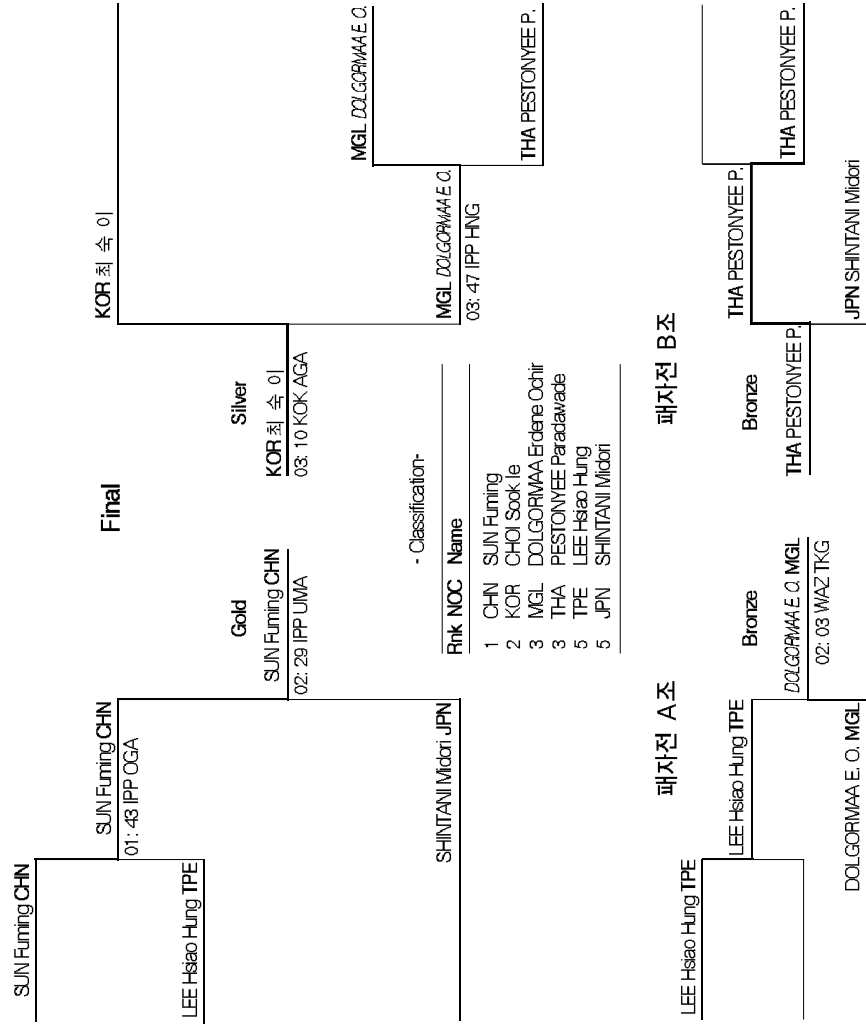 SUN Fuming CHN
SUN Fuming CHN
KOR 최 숙 이
Final
01: 43 IPP OGA
LEE Hsiao Hung TPE
Gold
Silver
SUN Fuming CHN
KOR 최 숙 이
02: 29 IPP UMA
03: 10 KOK AGA
MGL DOLGORMAA E. O.
- Classification-
SHINTANI Midori JPN
MGL DOLGORMAA E. O.
03: 47 IPP HNG
Rnk NOC Name
1 CHN SUN Fuming
2 KOR CHOI Sook Ie
3 MGL DOLGORMAA Erdene Ochir
3 THA PESTONYEE Paradawade
5 TPE LEE Hsiao Hung
5 JPN SHINTANI Midori
THA PESTONYEE P.
패자전 A조
패자전 B조
LEE Hsiao Hung TPE
THA PESTONYEE P.
LEE Hsiao Hung TPE
THA PESTONYEE P.
Bronze
Bronze
DOLGORMAA E. O. MGL
THA PESTONYEE P.
THA PESTONYEE P.
02: 03 WAZ TKG
DOLGORMAA E. O. MGL
JPN SHINTANI Midori